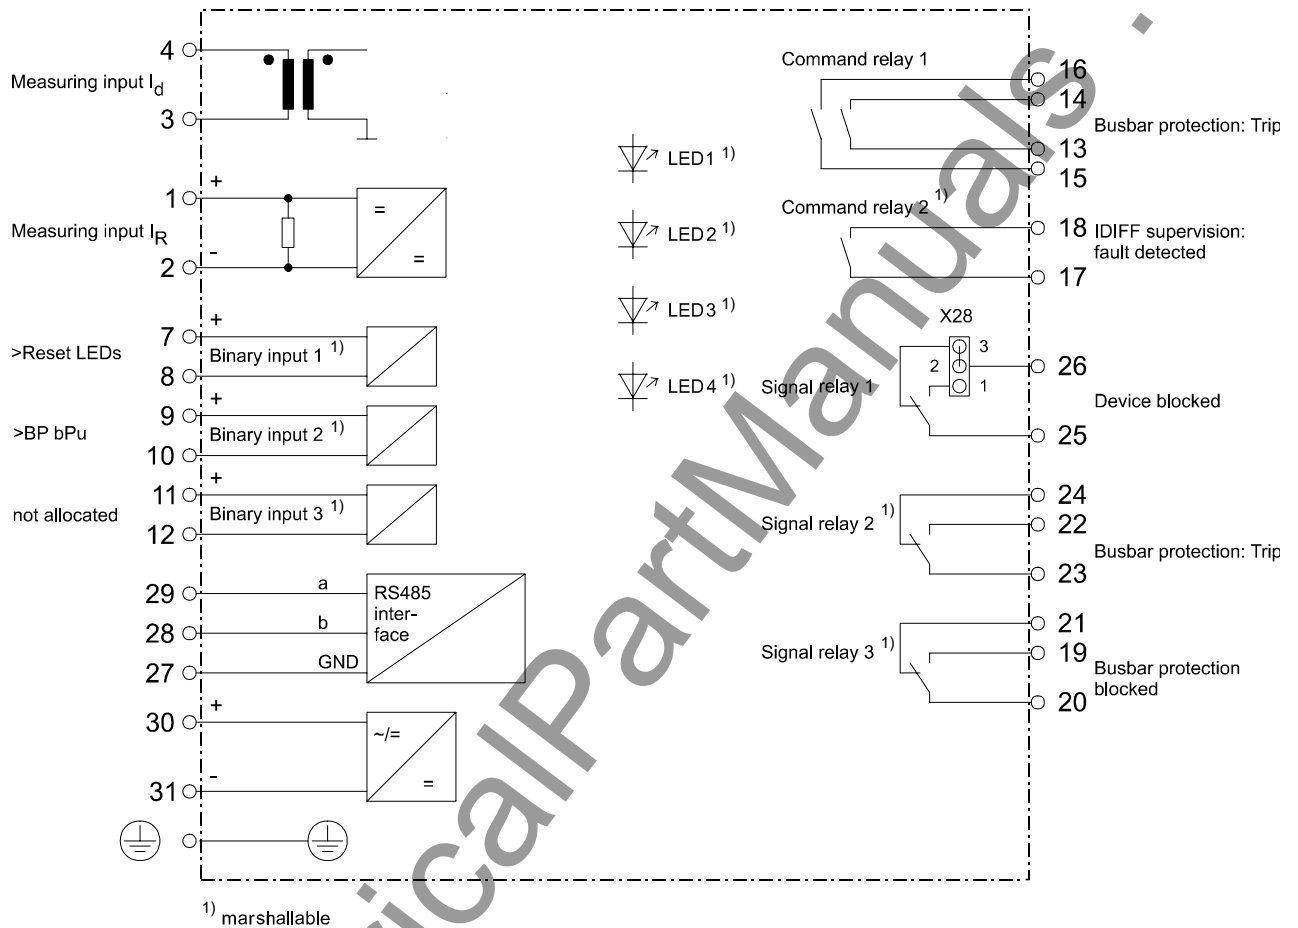 4
Measuring input Id
3
1 +
Measuring input IR
2 -
=
=
7 +
>Reset LEDs
Binary input 1 1)
8
9 +
>BP bPu
Binary input 2 1)
10
11 +
not allocated
Binary input 3 1)
12
29 a
28 b
27 GND
RS485
inter-
face
30 +
31 -
~/=
=
1) marshallable
LED1 1)
LED2 1)
LED3 1)
LED4 1)
Command relay 1
16
14
Busbar protection: Trip
13
15
Command relay 2 1)
18
IDIFF supervision:
fault detected
17
X28
3
2
1
Signal relay 1
26
Device blocked
25
Signal relay 2 1)
24
22
Busbar protection: Trip
23
Signal relay 3 1)
21
19
Busbar protection
blocked
20
ricalPartManuals .